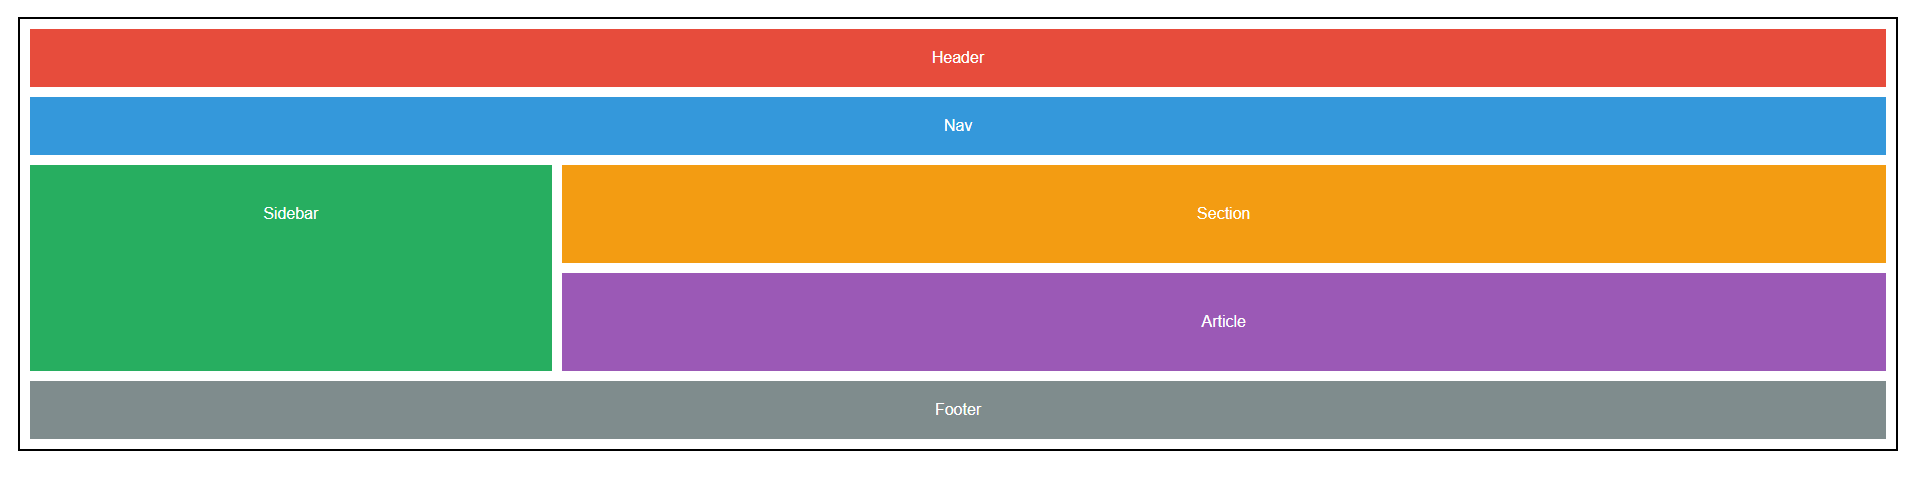 Header
Nav
Sidebar
Section
Article
Footer